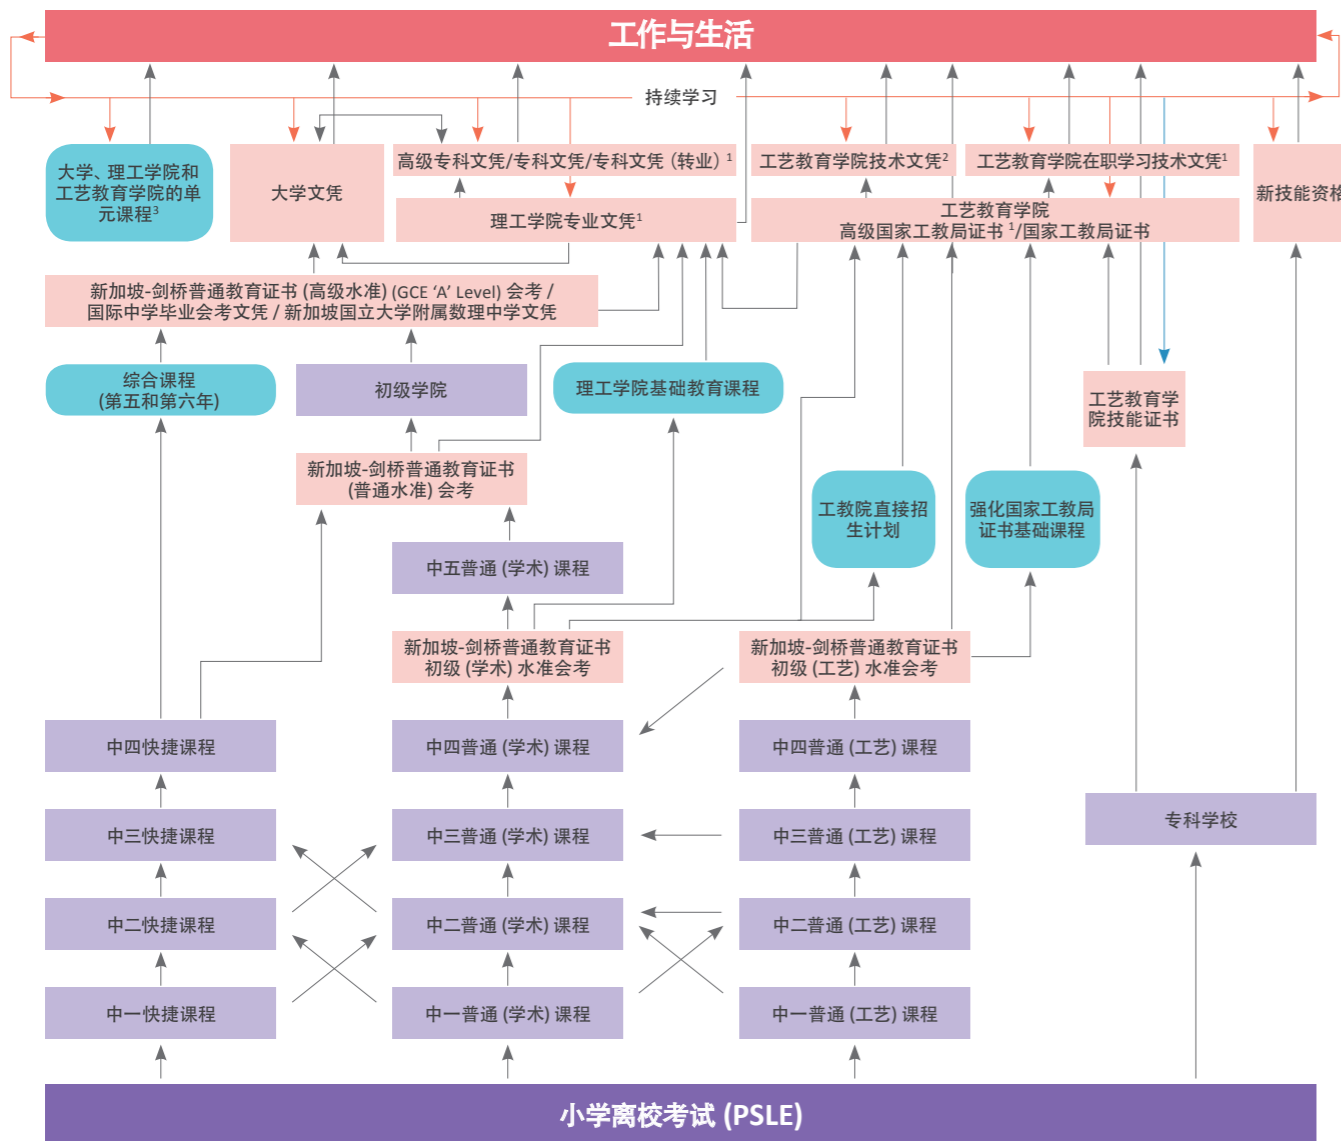 工作与生活
持续学习
大学、理工学院和
工艺教育学院的单
元课程³
大学文凭
高级专科文凭/专科文凭/专科文凭 (转业) ¹
理工学院专业文凭¹
工艺教育学院技术文凭²
工艺教育学院在职学习技术文凭¹
工艺教育学院
高级国家工教局证书 ¹/国家工教局证书
新技能资格
新加坡-剑桥普通教育证书 (高级水准) (GCE ‘A’ Level) 会考 /
国际中学毕业会考文凭 / 新加坡国立大学附属数理中学文凭
综合课程
(第五和第六年)
初级学院
理工学院基础教育课程
工艺教育学
院技能证书
新加坡-剑桥普通教育证书
(普通水准) 会考
工教院直接招
生计划
强化国家工教局
证书基础课程
中五普通 (学术) 课程
新加坡-剑桥普通教育证书
初级 (学术) 水准会考
新加坡-剑桥普通教育证书
初级 (工艺) 水准会考
中四快捷课程
中四普通 (学术) 课程
中四普通 (工艺) 课程
中三快捷课程
中三普通 (学术) 课程
中三普通 (工艺) 课程
专科学校
中二快捷课程
中二普通 (学术) 课程
中二普通 (工艺) 课程
中一快捷课程
中一普通 (学术) 课程
中一普通 (工艺) 课程
小学离校考试 (PSLE)